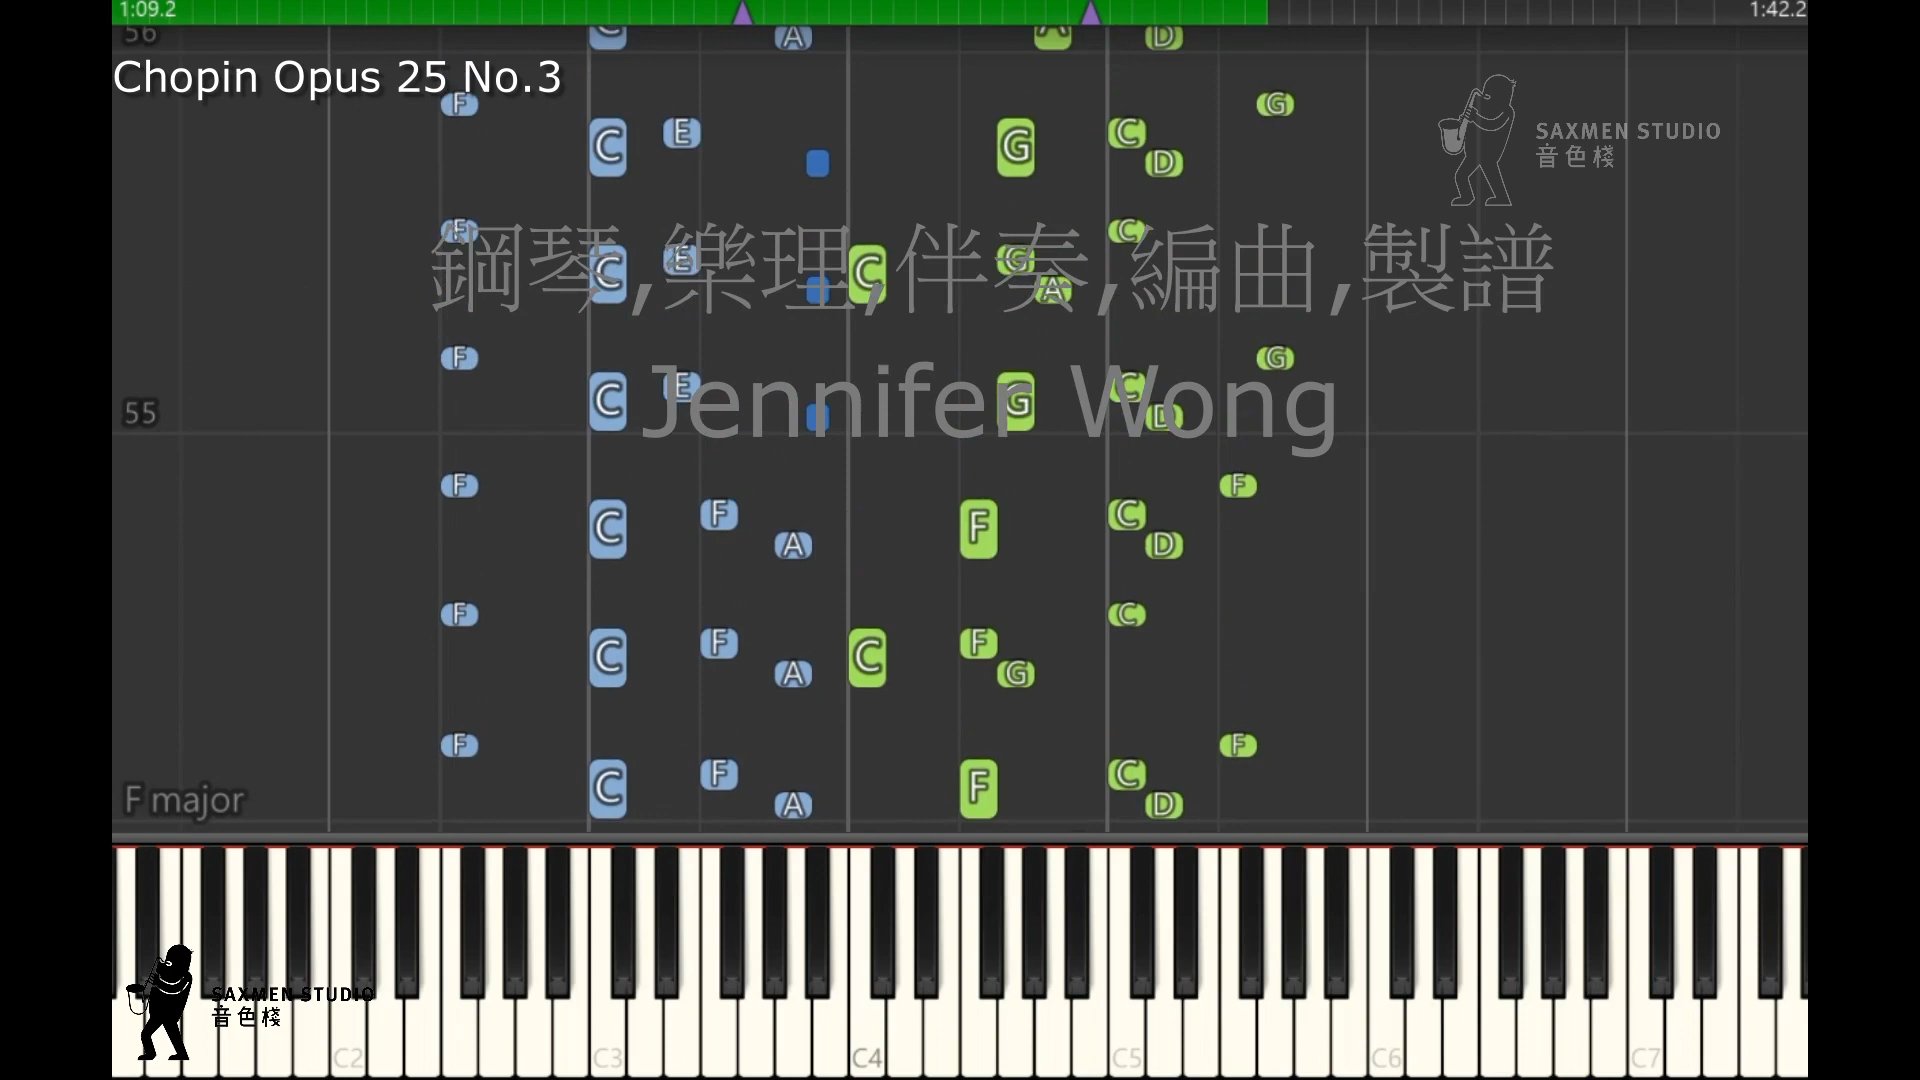 1:09.2 1:42.2
C A A D
56
Chopin Opus 25 No.3
F G
C E G C D
SAXMEN STUDIO
音色棧
F C
C E C G A
鋼琴,樂理,伴奏,編曲,製譜
F G
C E G C D
Jennifer Wong
55
F F
C F A F C D
F C
C F A C F G
F F
C F A F C D
F major
SAXMEN STUDIO
音色棧
C2 C3 C4 C5 C6 C7